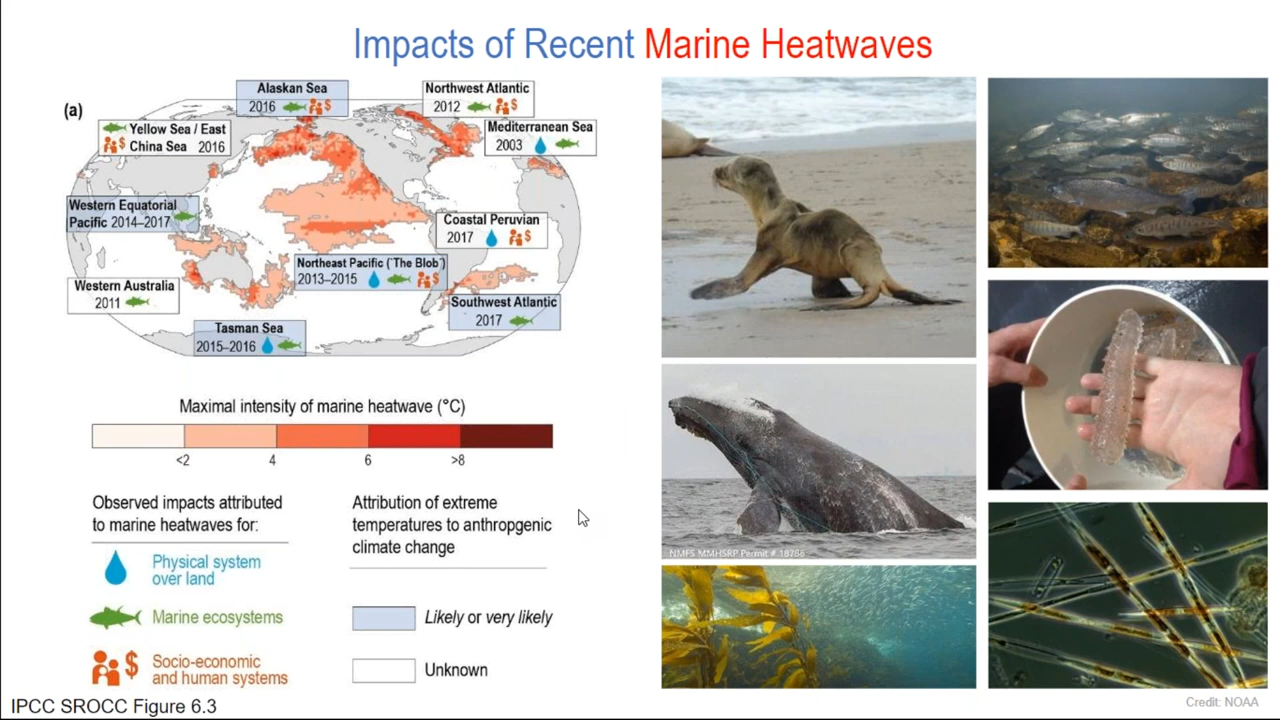 Impacts of Recent Marine Heatwaves
(a)
Alaskan Sea
2016
Northwest Atlantic
2012
Yellow Sea / East
China Sea 2016
Mediterranean Sea
2003
Western Equatorial
Pacific 2014–2017
Coastal Peruvian
2017
Northeast Pacific ('The Blob')
2013–2015
Western Australia
2011
Southwest Atlantic
2017
Tasman Sea
2015–2016
Maximal intensity of marine heatwave (°C)
<2 4 6 >8
Observed impacts attributed
to marine heatwaves for:
Physical system
over land
Marine ecosystems
$ Socio-economic
and human systems
Attribution of extreme
temperatures to anthropgenic
climate change
Likely or very likely
Unknown
IPCC SROCC Figure 6.3
NMFS MMHSRP Permit # 18786
Credit: NOAA